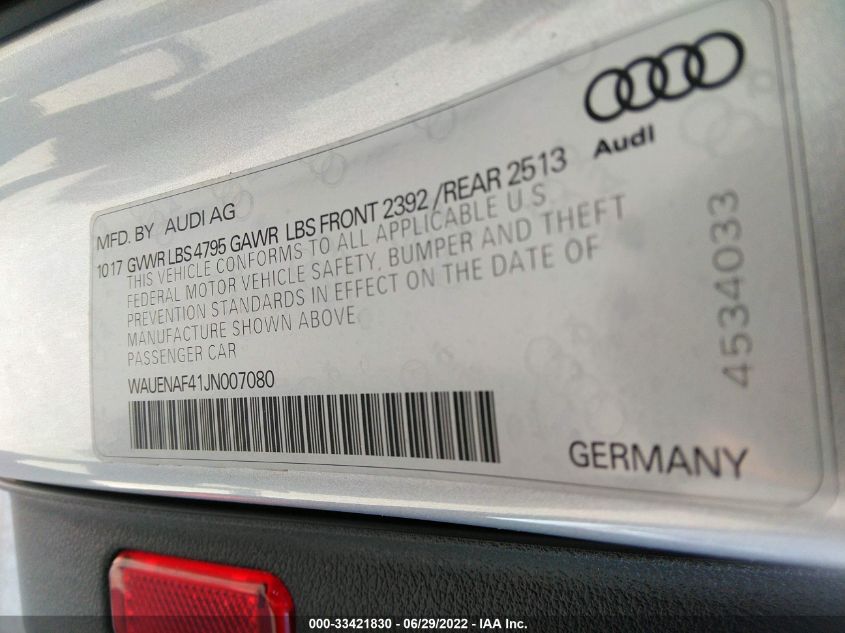 Audi
MFD. BY AUDI AG
1017 GVWR LBS 4795 GAWR LBS FRONT 2392 /REAR 2513
THIS VEHICLE CONFORMS TO ALL APPLICABLE U.S
FEDERAL MOTOR VEHICLE SAFETY, BUMPER AND THEFT
PREVENTION STANDARDS IN EFFECT ON THE DATE OF
MANUFACTURE SHOWN ABOVE
PASSENGER CAR
WAUENAF41JN007080
4534033
GERMANY
000-33421830 - 06/29/2022 - IAA Inc.